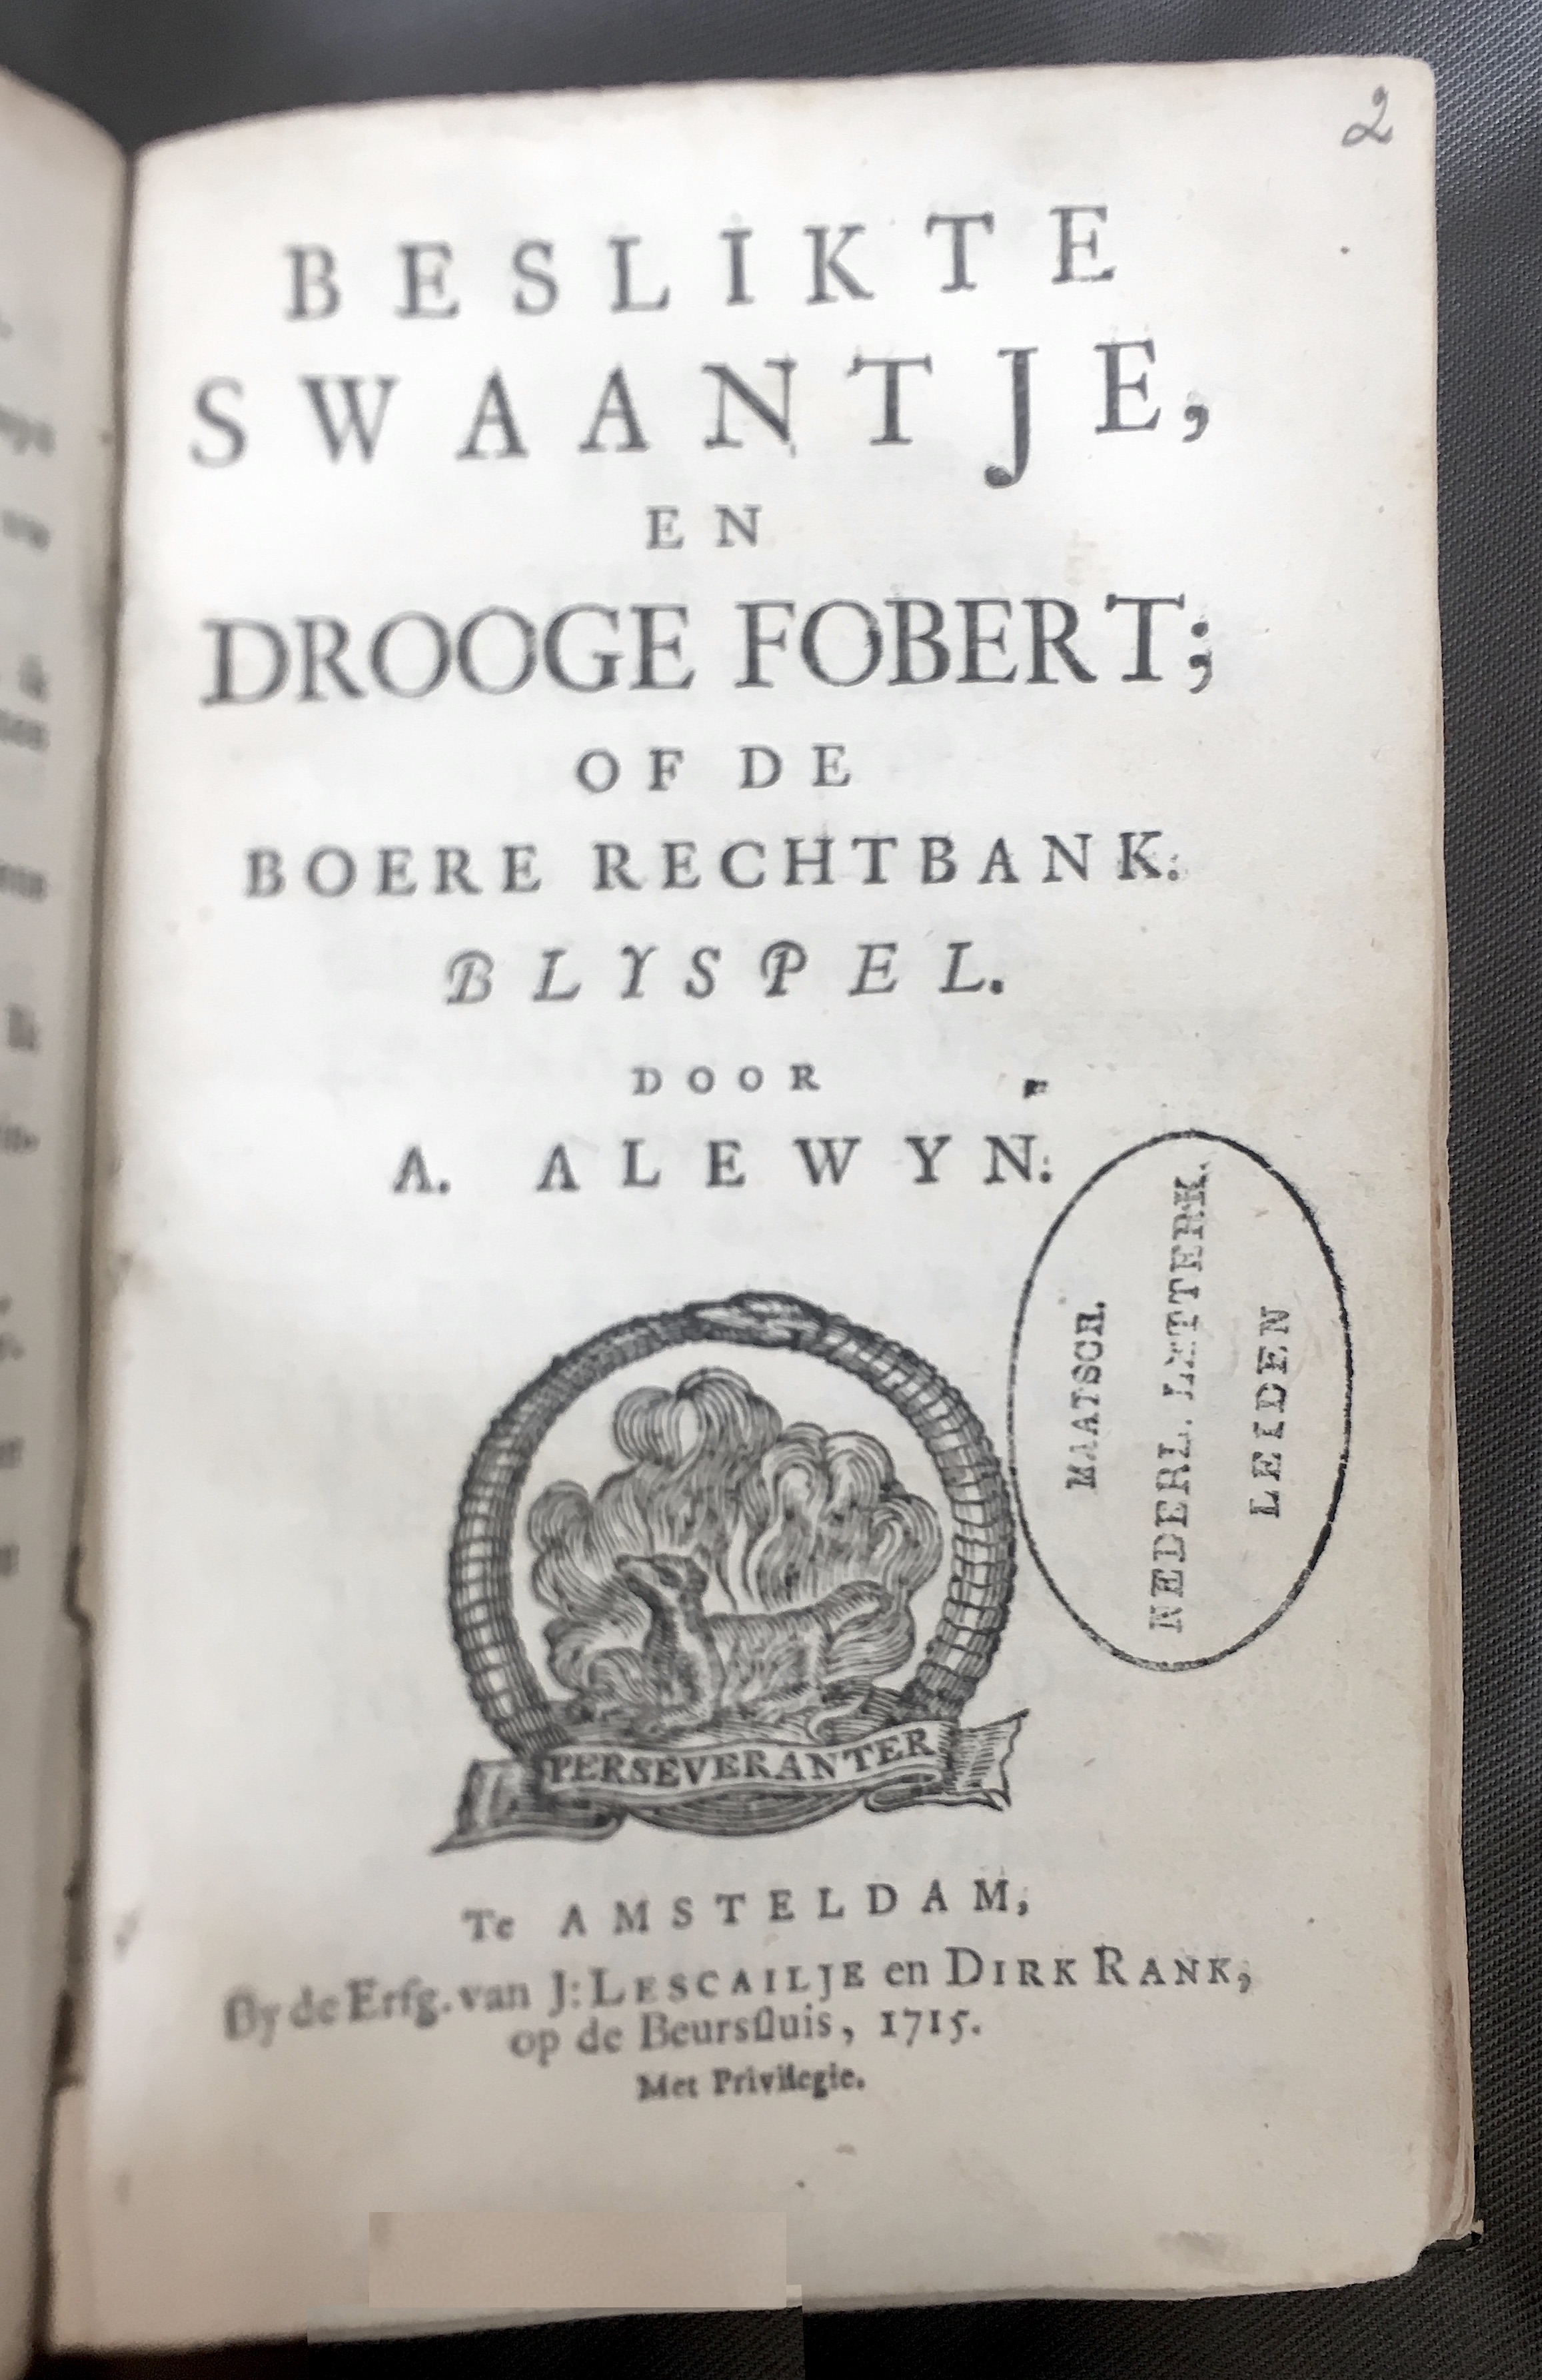 2
BESLIKTE
SWAANTJE,
EN
DROOGE FOBERT;
OF DE
BOERE RECHTBANK.
BLYSPEL.
DOOR
A. ALEWYN.
MAATSCH.
NEDERL. LETTERK.
LEIDEN
PERSEVERANTER
Te AMSTELDAM,
By de Erfg. van J: LESCAILJE en DIRK RANK,
op de Beursſluis, 1715.
Met Privilegie.